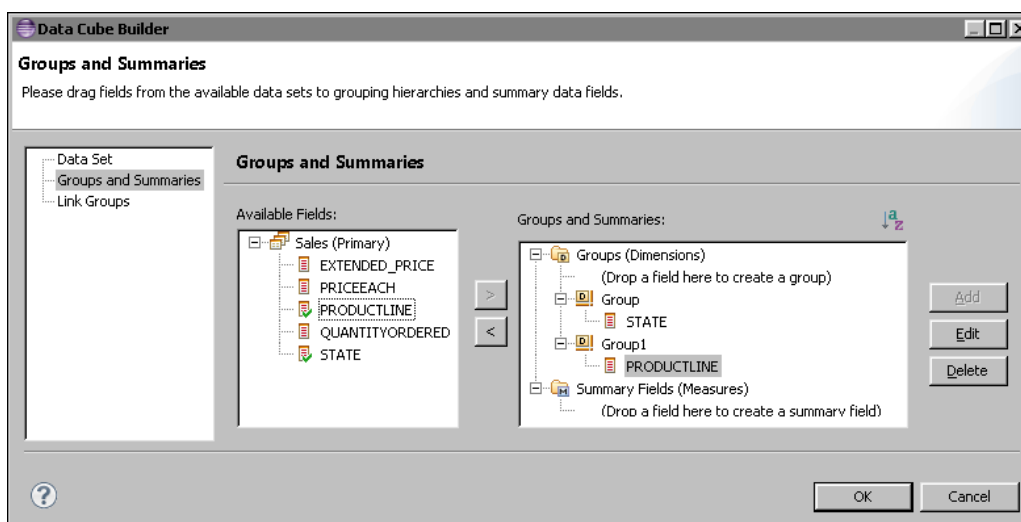 Data Cube Builder
Groups and Summaries
Please drag fields from the available data sets to grouping hierarchies and summary data fields.
Data Set
Groups and Summaries
Link Groups
Groups and Summaries
Available Fields:
Sales (Primary)
EXTENDED_PRICE
PRICEEACH
PRODUCTLINE
QUANTITYORDERED
STATE
>
<
Groups and Summaries:
Groups (Dimensions)
(Drop a field here to create a group)
Group
STATE
Group1
PRODUCTLINE
Summary Fields (Measures)
(Drop a field here to create a summary field)
Add
Edit
Delete
OK
Cancel